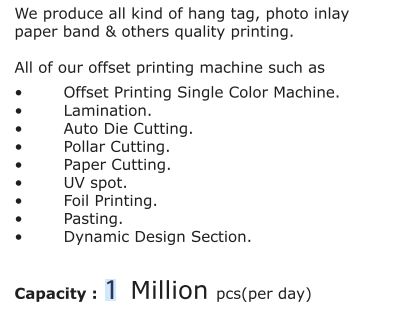 We produce all kind of hang tag, photo inlay
paper band & others quality printing.
All of our offset printing machine such as
• Offset Printing Single Color Machine.
• Lamination.
• Auto Die Cutting.
• Pollar Cutting.
• Paper Cutting.
• UV spot.
• Foil Printing.
• Pasting.
• Dynamic Design Section.
Capacity : 1 Million pcs(per day)